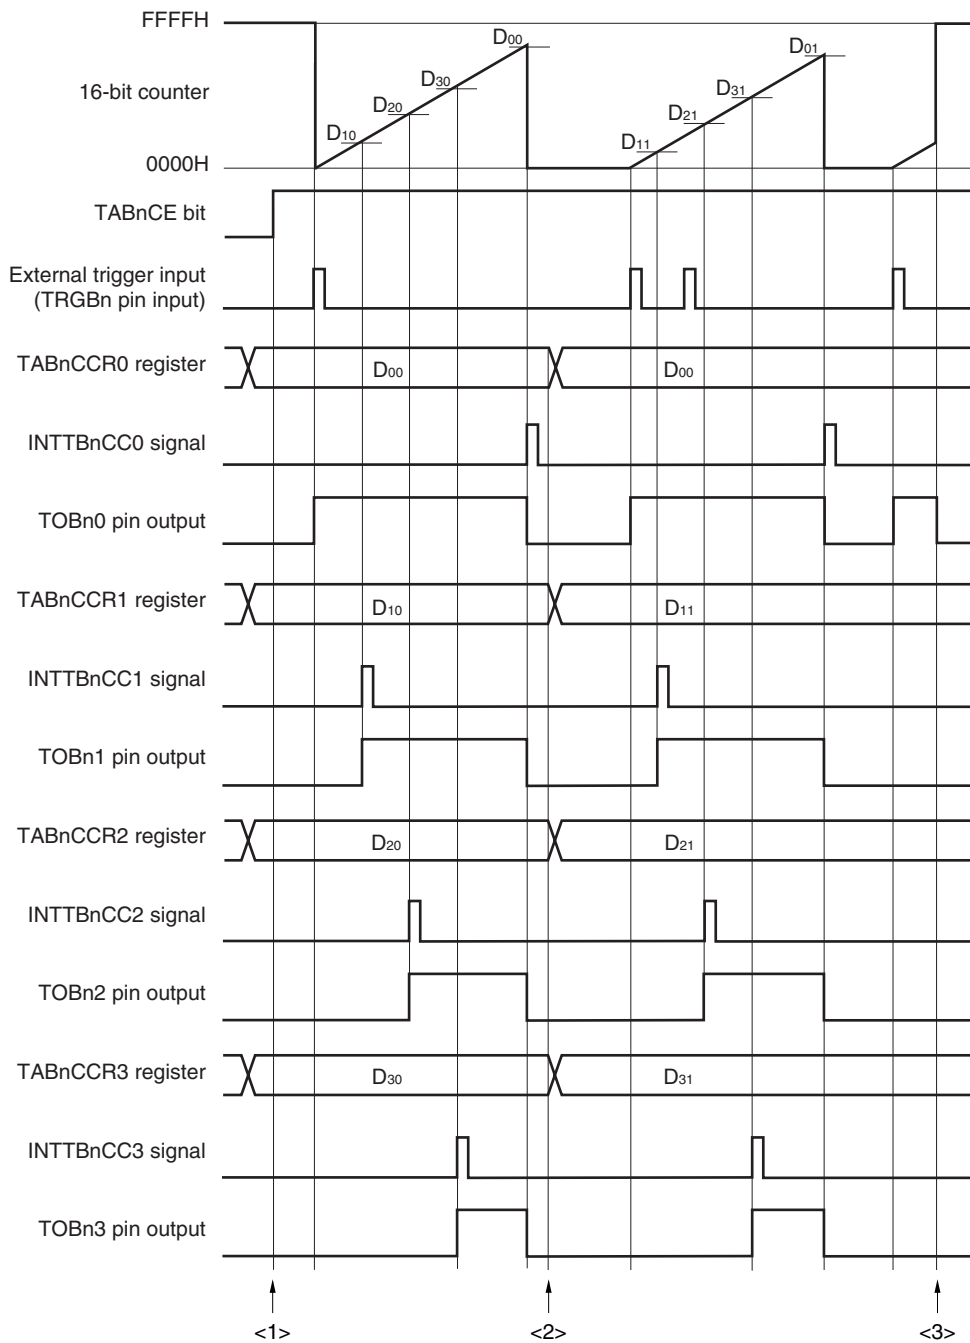 FFFFH
D00
D01
D30
D31
16-bit counter
D20
D21
D10
D11
0000H
TABnCE bit
External trigger input
(TRGBn pin input)
TABnCCR0 register
D00
D00
INTTBnCC0 signal
TOBn0 pin output
TABnCCR1 register
D10
D11
INTTBnCC1 signal
TOBn1 pin output
TABnCCR2 register
D20
D21
INTTBnCC2 signal
TOBn2 pin output
TABnCCR3 register
D30
D31
INTTBnCC3 signal
TOBn3 pin output
<1>
<2>
<3>